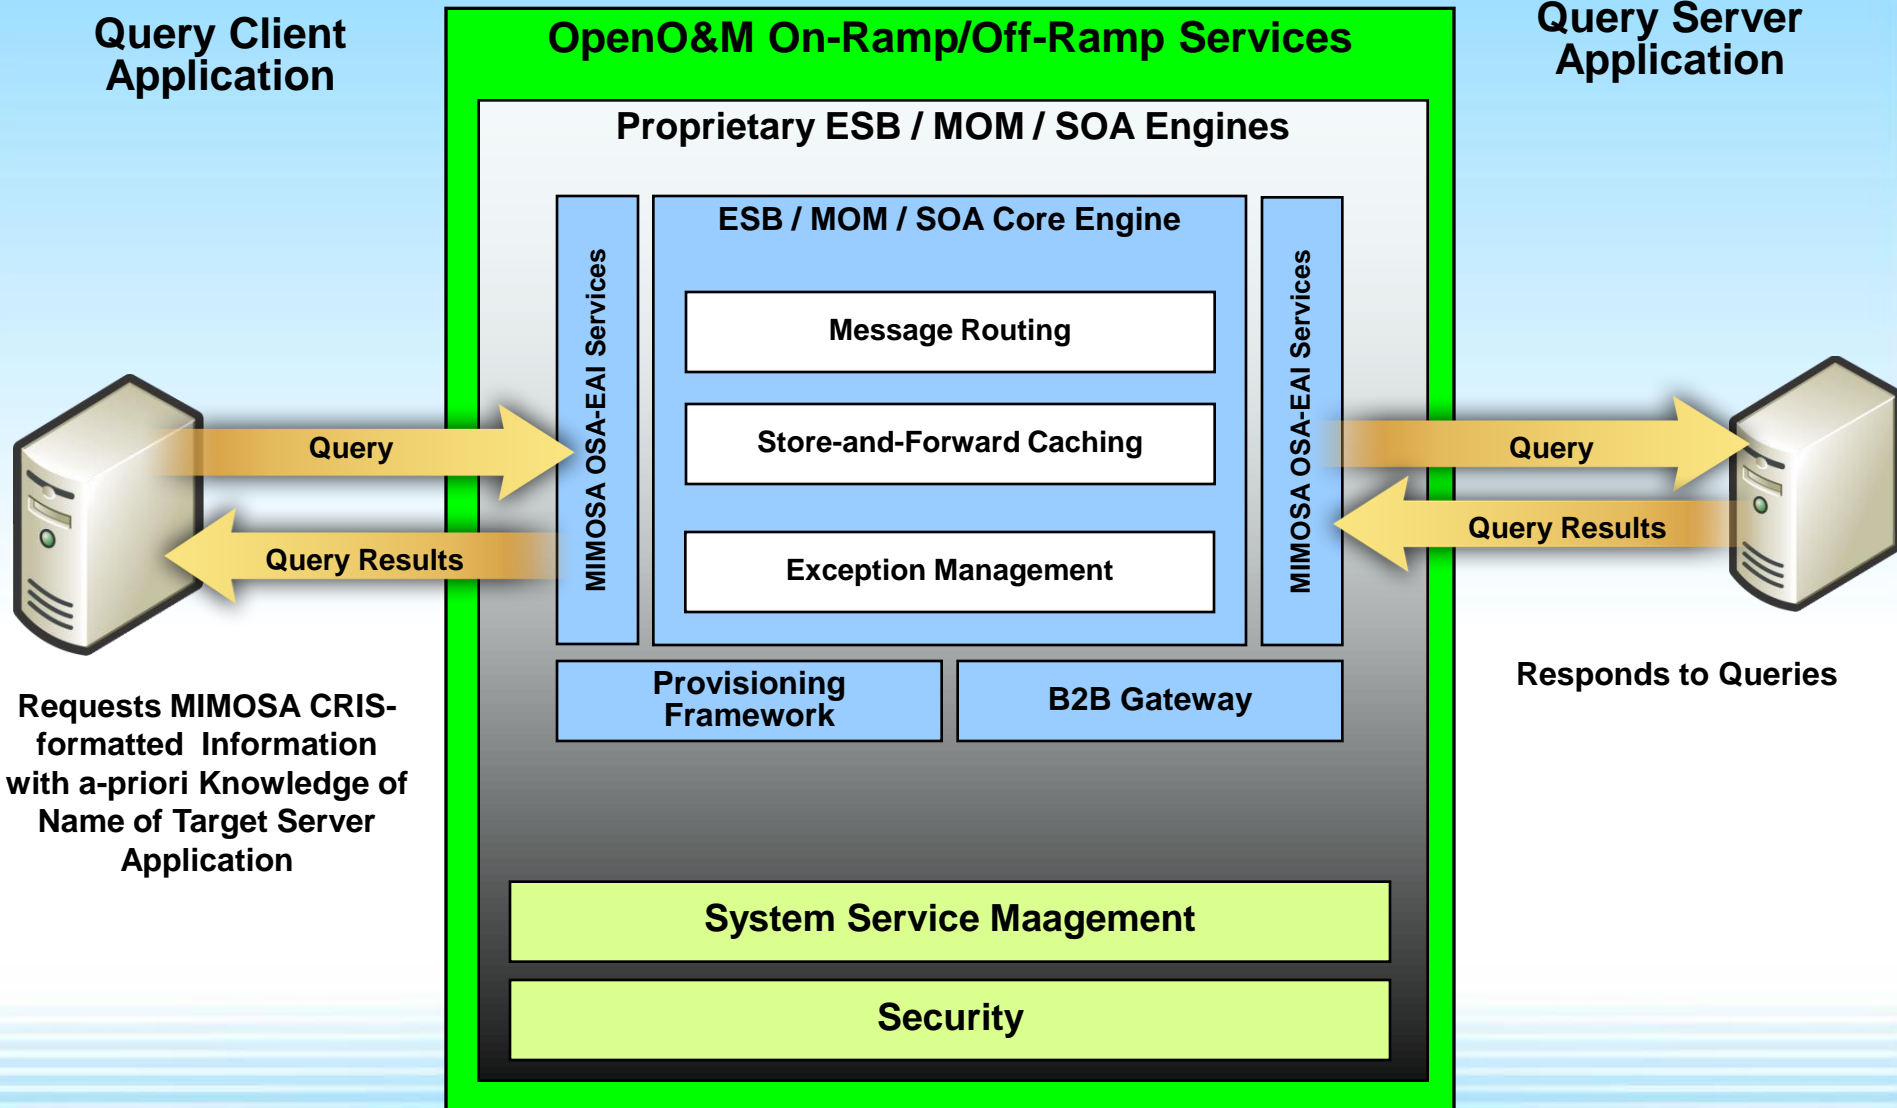 Query Client
Application
OpenO&M On-Ramp/Off-Ramp Services
Query Server
Application
Proprietary ESB / MOM / SOA Engines
MIMOSA OSA-EAI Services
ESB / MOM / SOA Core Engine
Message Routing
Store-and-Forward Caching
Exception Management
MIMOSA OSA-EAI Services
Query
Query Results
Query
Query Results
Provisioning
Framework
B2B Gateway
Requests MIMOSA CRIS-
formatted Information
with a-priori Knowledge of
Name of Target Server
Application
Responds to Queries
System Service Maagement
Security